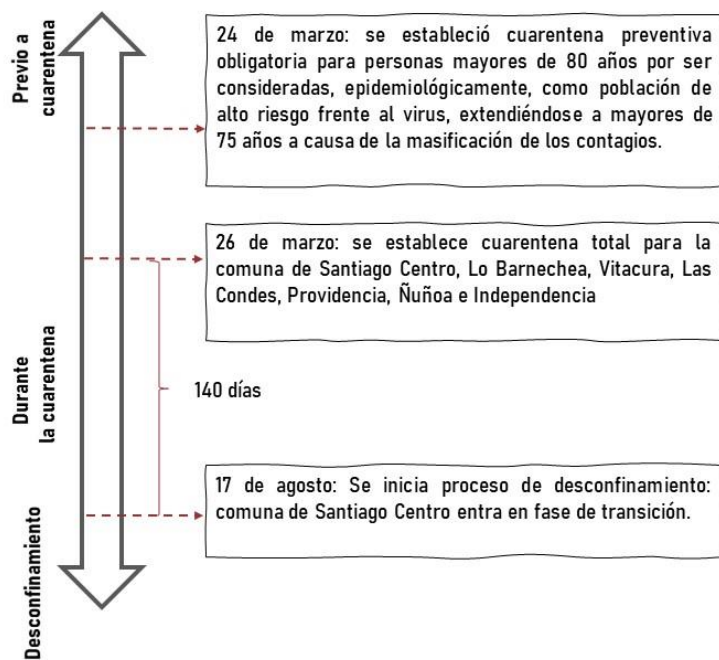 Previo a
cuarentena
24 de marzo: se estableció cuarentena preventiva
obligatoria para personas mayores de 80 años por ser
consideradas, epidemiológicamente, como población de
alto riesgo frente al virus, extendiéndose a mayores de
75 años a causa de la masificación de los contagios.
26 de marzo: se establece cuarentena total para la
comuna de Santiago Centro, Lo Barnechea, Vitacura, Las
Condes, Providencia, Ñuñoa e Independencia
Durante
la cuarentena
140 días
17 de agosto: Se inicia proceso de desconfinamiento:
comuna de Santiago Centro entra en fase de transición.
Desconfinamiento